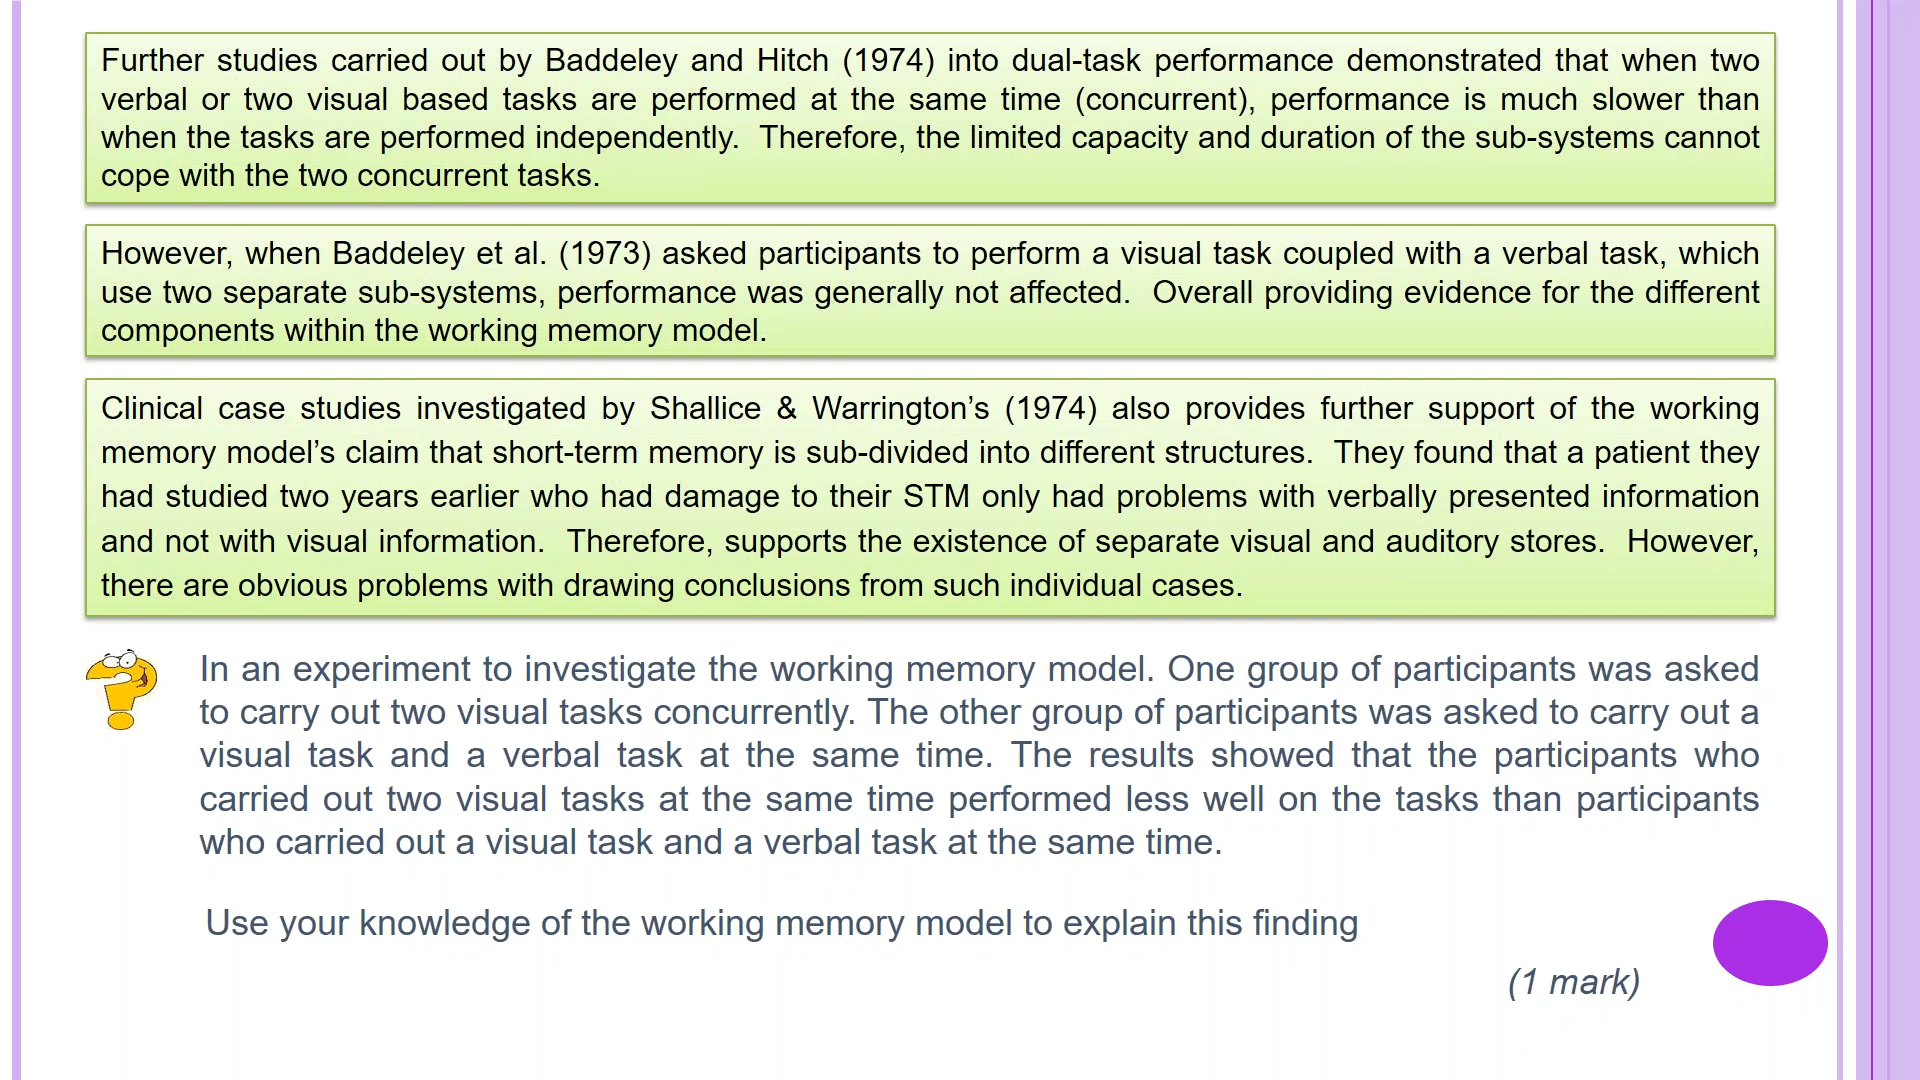 Further studies carried out by Baddeley and Hitch (1974) into dual-task performance demonstrated that when two
verbal or two visual based tasks are performed at the same time (concurrent), performance is much slower than
when the tasks are performed independently. Therefore, the limited capacity and duration of the sub-systems cannot
cope with the two concurrent tasks.
However, when Baddeley et al. (1973) asked participants to perform a visual task coupled with a verbal task, which
use two separate sub-systems, performance was generally not affected. Overall providing evidence for the different
components within the working memory model.
Clinical case studies investigated by Shallice & Warrington’s (1974) also provides further support of the working
memory model’s claim that short-term memory is sub-divided into different structures. They found that a patient they
had studied two years earlier who had damage to their STM only had problems with verbally presented information
and not with visual information. Therefore, supports the existence of separate visual and auditory stores. However,
there are obvious problems with drawing conclusions from such individual cases.
In an experiment to investigate the working memory model. One group of participants was asked
to carry out two visual tasks concurrently. The other group of participants was asked to carry out a
visual task and a verbal task at the same time. The results showed that the participants who
carried out two visual tasks at the same time performed less well on the tasks than participants
who carried out a visual task and a verbal task at the same time.
Use your knowledge of the working memory model to explain this finding
(1 mark)